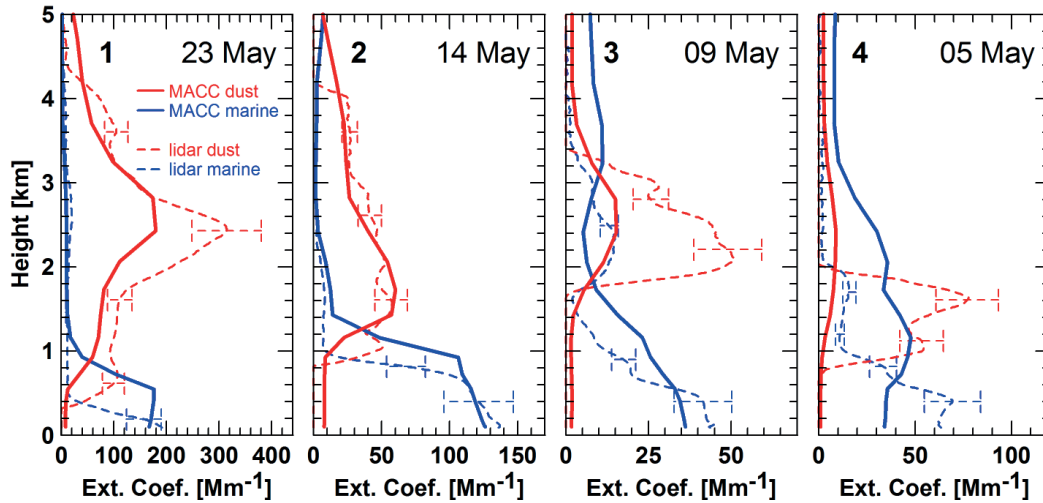 1 23 May
2 14 May
3 09 May
4 05 May
MACC dust
MACC marine
lidar dust
lidar marine
Height [km]
5
4
3
2
1
0
0 100 200 300 400
0 50 100 150
0 25 50 75
0 50 100
Ext. Coef. [Mm⁻¹]
Ext. Coef. [Mm⁻¹]
Ext. Coef. [Mm⁻¹]
Ext. Coef. [Mm⁻¹]